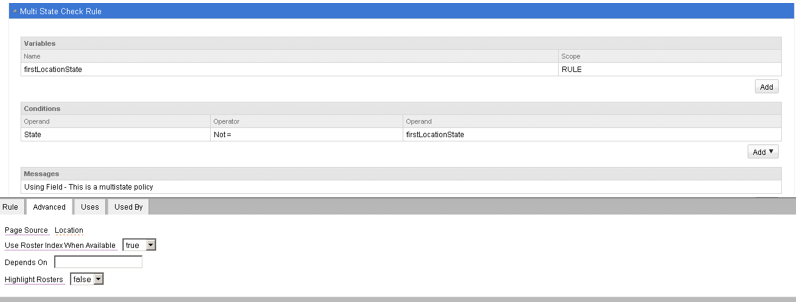 Multi State Check Rule
Variables
Name Scope
firstLocationState RULE
Add
Conditions
Operand Operator Operand
State Not = firstLocationState
Add ▼
Messages
Using Field - This is a multistate policy
Rule Advanced Uses Used By
Page Source Location
Use Roster Index When Available true
Depends On
Highlight Rosters false